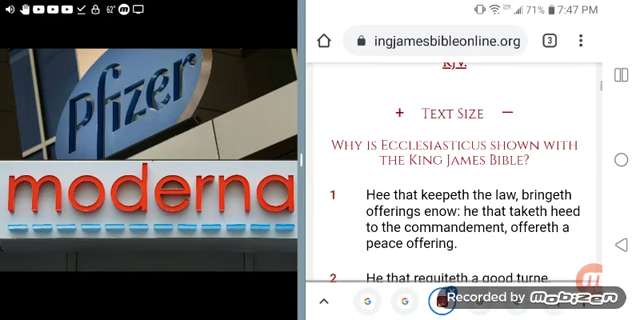 62°
71% 7:47 PM
ingjamesbibleonline.org
3
KJV.
+ TEXT SIZE −
WHY IS ECCLESIASTICUS SHOWN WITH
THE KING JAMES BIBLE?
1 Hee that keepeth the law, bringeth
offerings enow: he that taketh heed
to the commandement, offereth a
peace offering.
2 He that requiteth a good turne,
Pfizer
moderna
Recorded by Mobizen